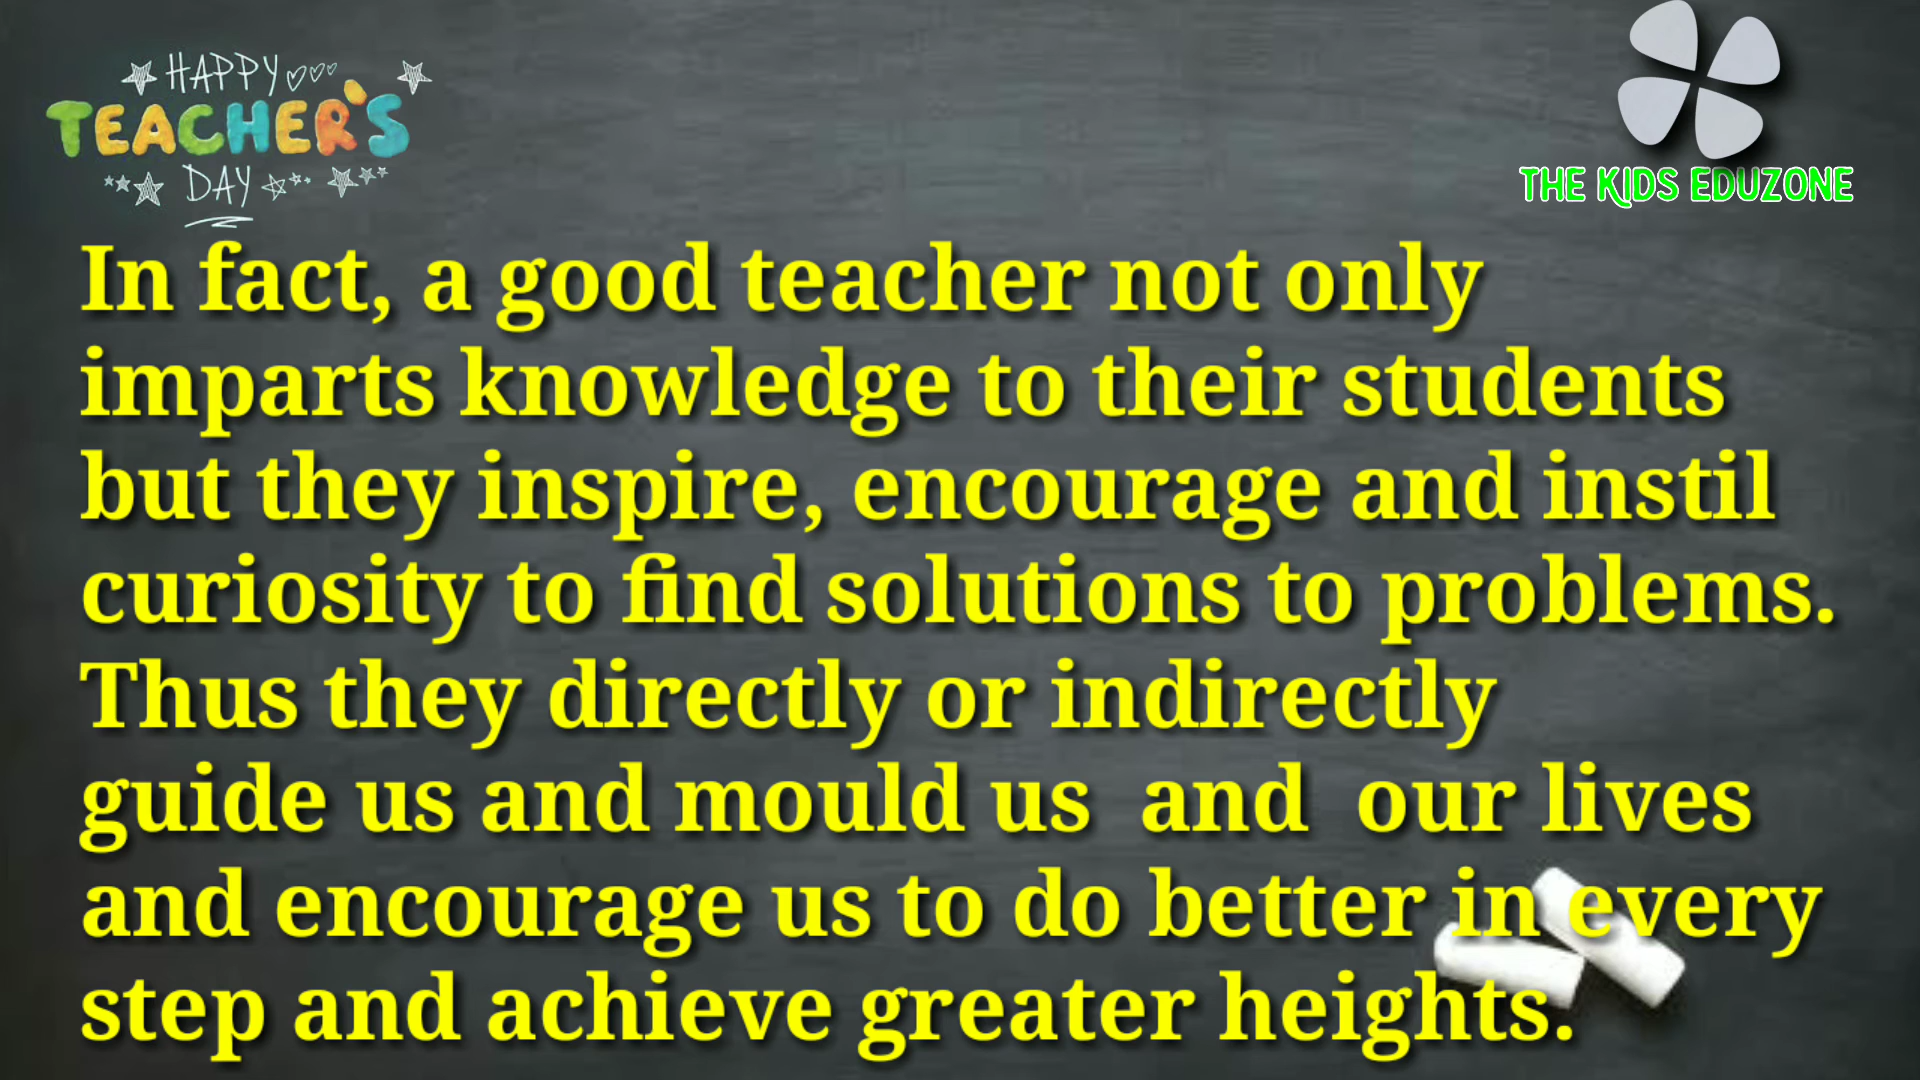 HAPPY
TEACHER'S
DAY
THE KIDS EDUZONE
In fact, a good teacher not only
imparts knowledge to their students
but they inspire, encourage and instil
curiosity to find solutions to problems.
Thus they directly or indirectly
guide us and mould us  and  our lives
and encourage us to do better in every
step and achieve greater heights.